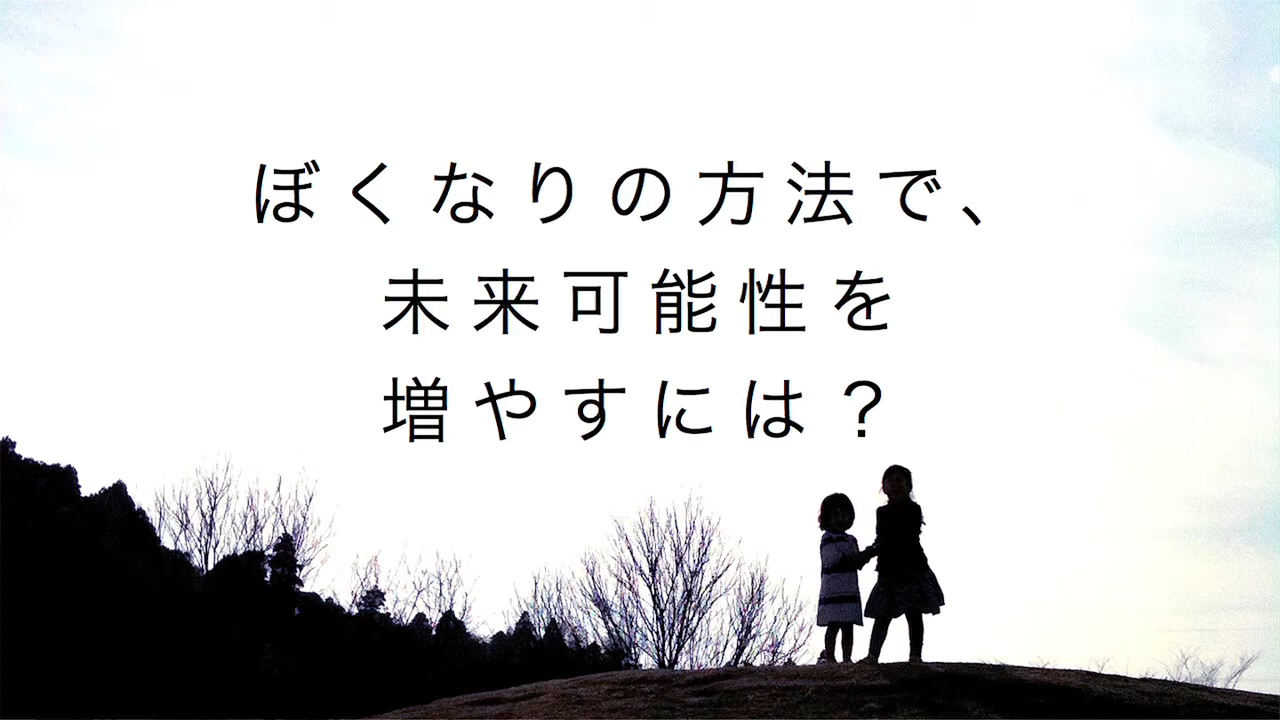 ぼくなりの方法で、
未来可能性を
増やすには？